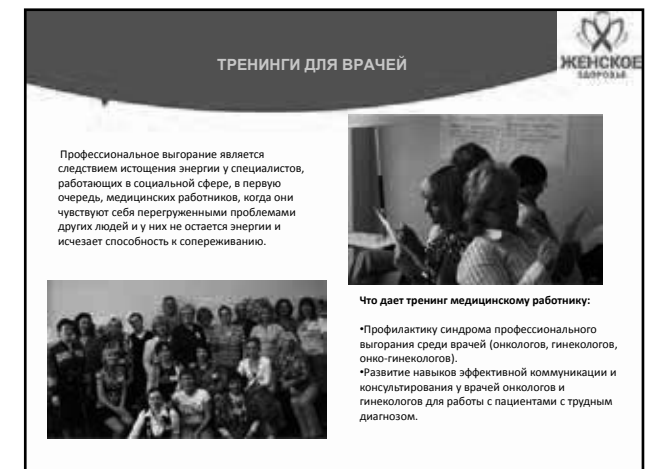 ТРЕНИНГИ ДЛЯ ВРАЧЕЙ
ЖЕНСКОЕ
ЗДОРОВЬЕ
Профессиональное выгорание является
следствием истощения энергии у специалистов,
работающих в социальной сфере, в первую
очередь, медицинских работников, когда они
чувствуют себя перегруженными проблемами
других людей и у них не остается энергии и
исчезает способность к сопереживанию.
Что дает тренинг медицинскому работнику:
•Профилактику синдрома профессионального
выгорания среди врачей (онкологов, гинекологов,
онко-гинекологов).
•Развитие навыков эффективной коммуникации и
консультирования у врачей онкологов и
гинекологов для работы с пациентами с трудным
диагнозом.